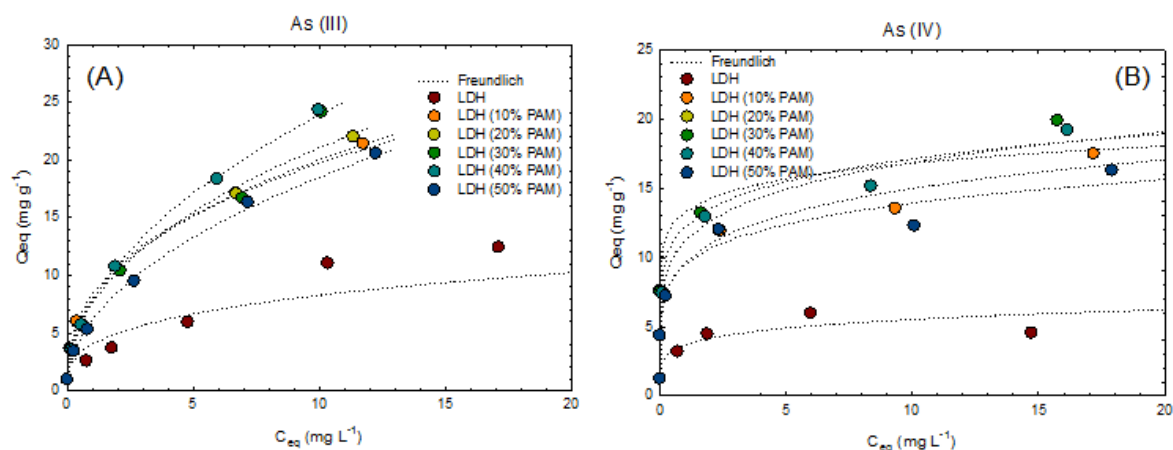 As (III)
(A)
Qeq (mg g⁻¹)
30
25
20
15
10
5
0
Freundlich
LDH
LDH (10% PAM)
LDH (20% PAM)
LDH (30% PAM)
LDH (40% PAM)
LDH (50% PAM)
0 5 10 15 20
Ceq (mg L⁻¹)
As (IV)
(B)
Qeq (mg g⁻¹)
25
20
15
10
5
0
Freundlich
LDH
LDH (10% PAM)
LDH (20% PAM)
LDH (30% PAM)
LDH (40% PAM)
LDH (50% PAM)
0 5 10 15 20
Ceq (mg L⁻¹)